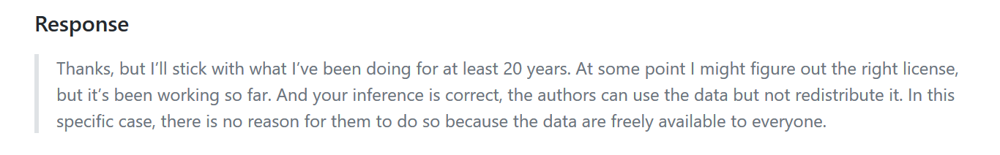 Response
Thanks, but I’ll stick with what I’ve been doing for at least 20 years. At some point I might figure out the right license,
but it’s been working so far. And your inference is correct, the authors can use the data but not redistribute it. In this
specific case, there is no reason for them to do so because the data are freely available to everyone.